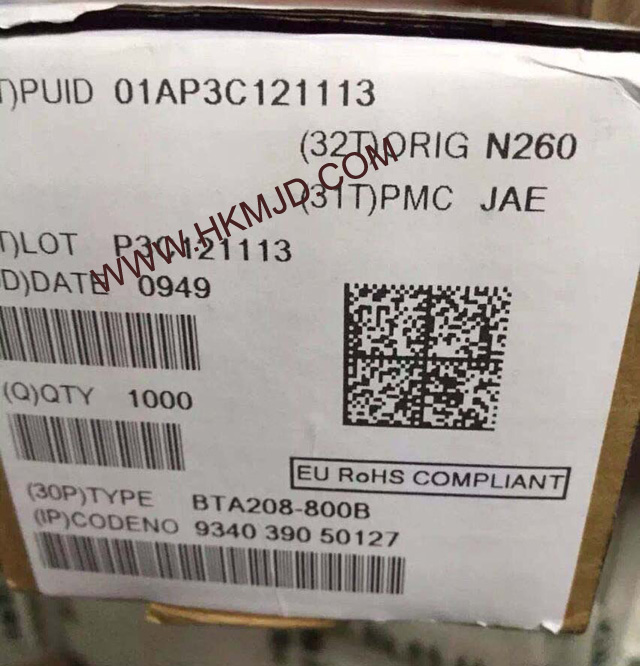 T)PUID 01AP3C121113
(32T)ORIG N260
(31T)PMC JAE
T)LOT P3C121113
D)DATE 0949
WWW.HKMJD.COM
(Q)QTY 1000
EU RoHS COMPLIANT
(30P)TYPE BTA208-800B
(IP)CODENO 9340 390 50127